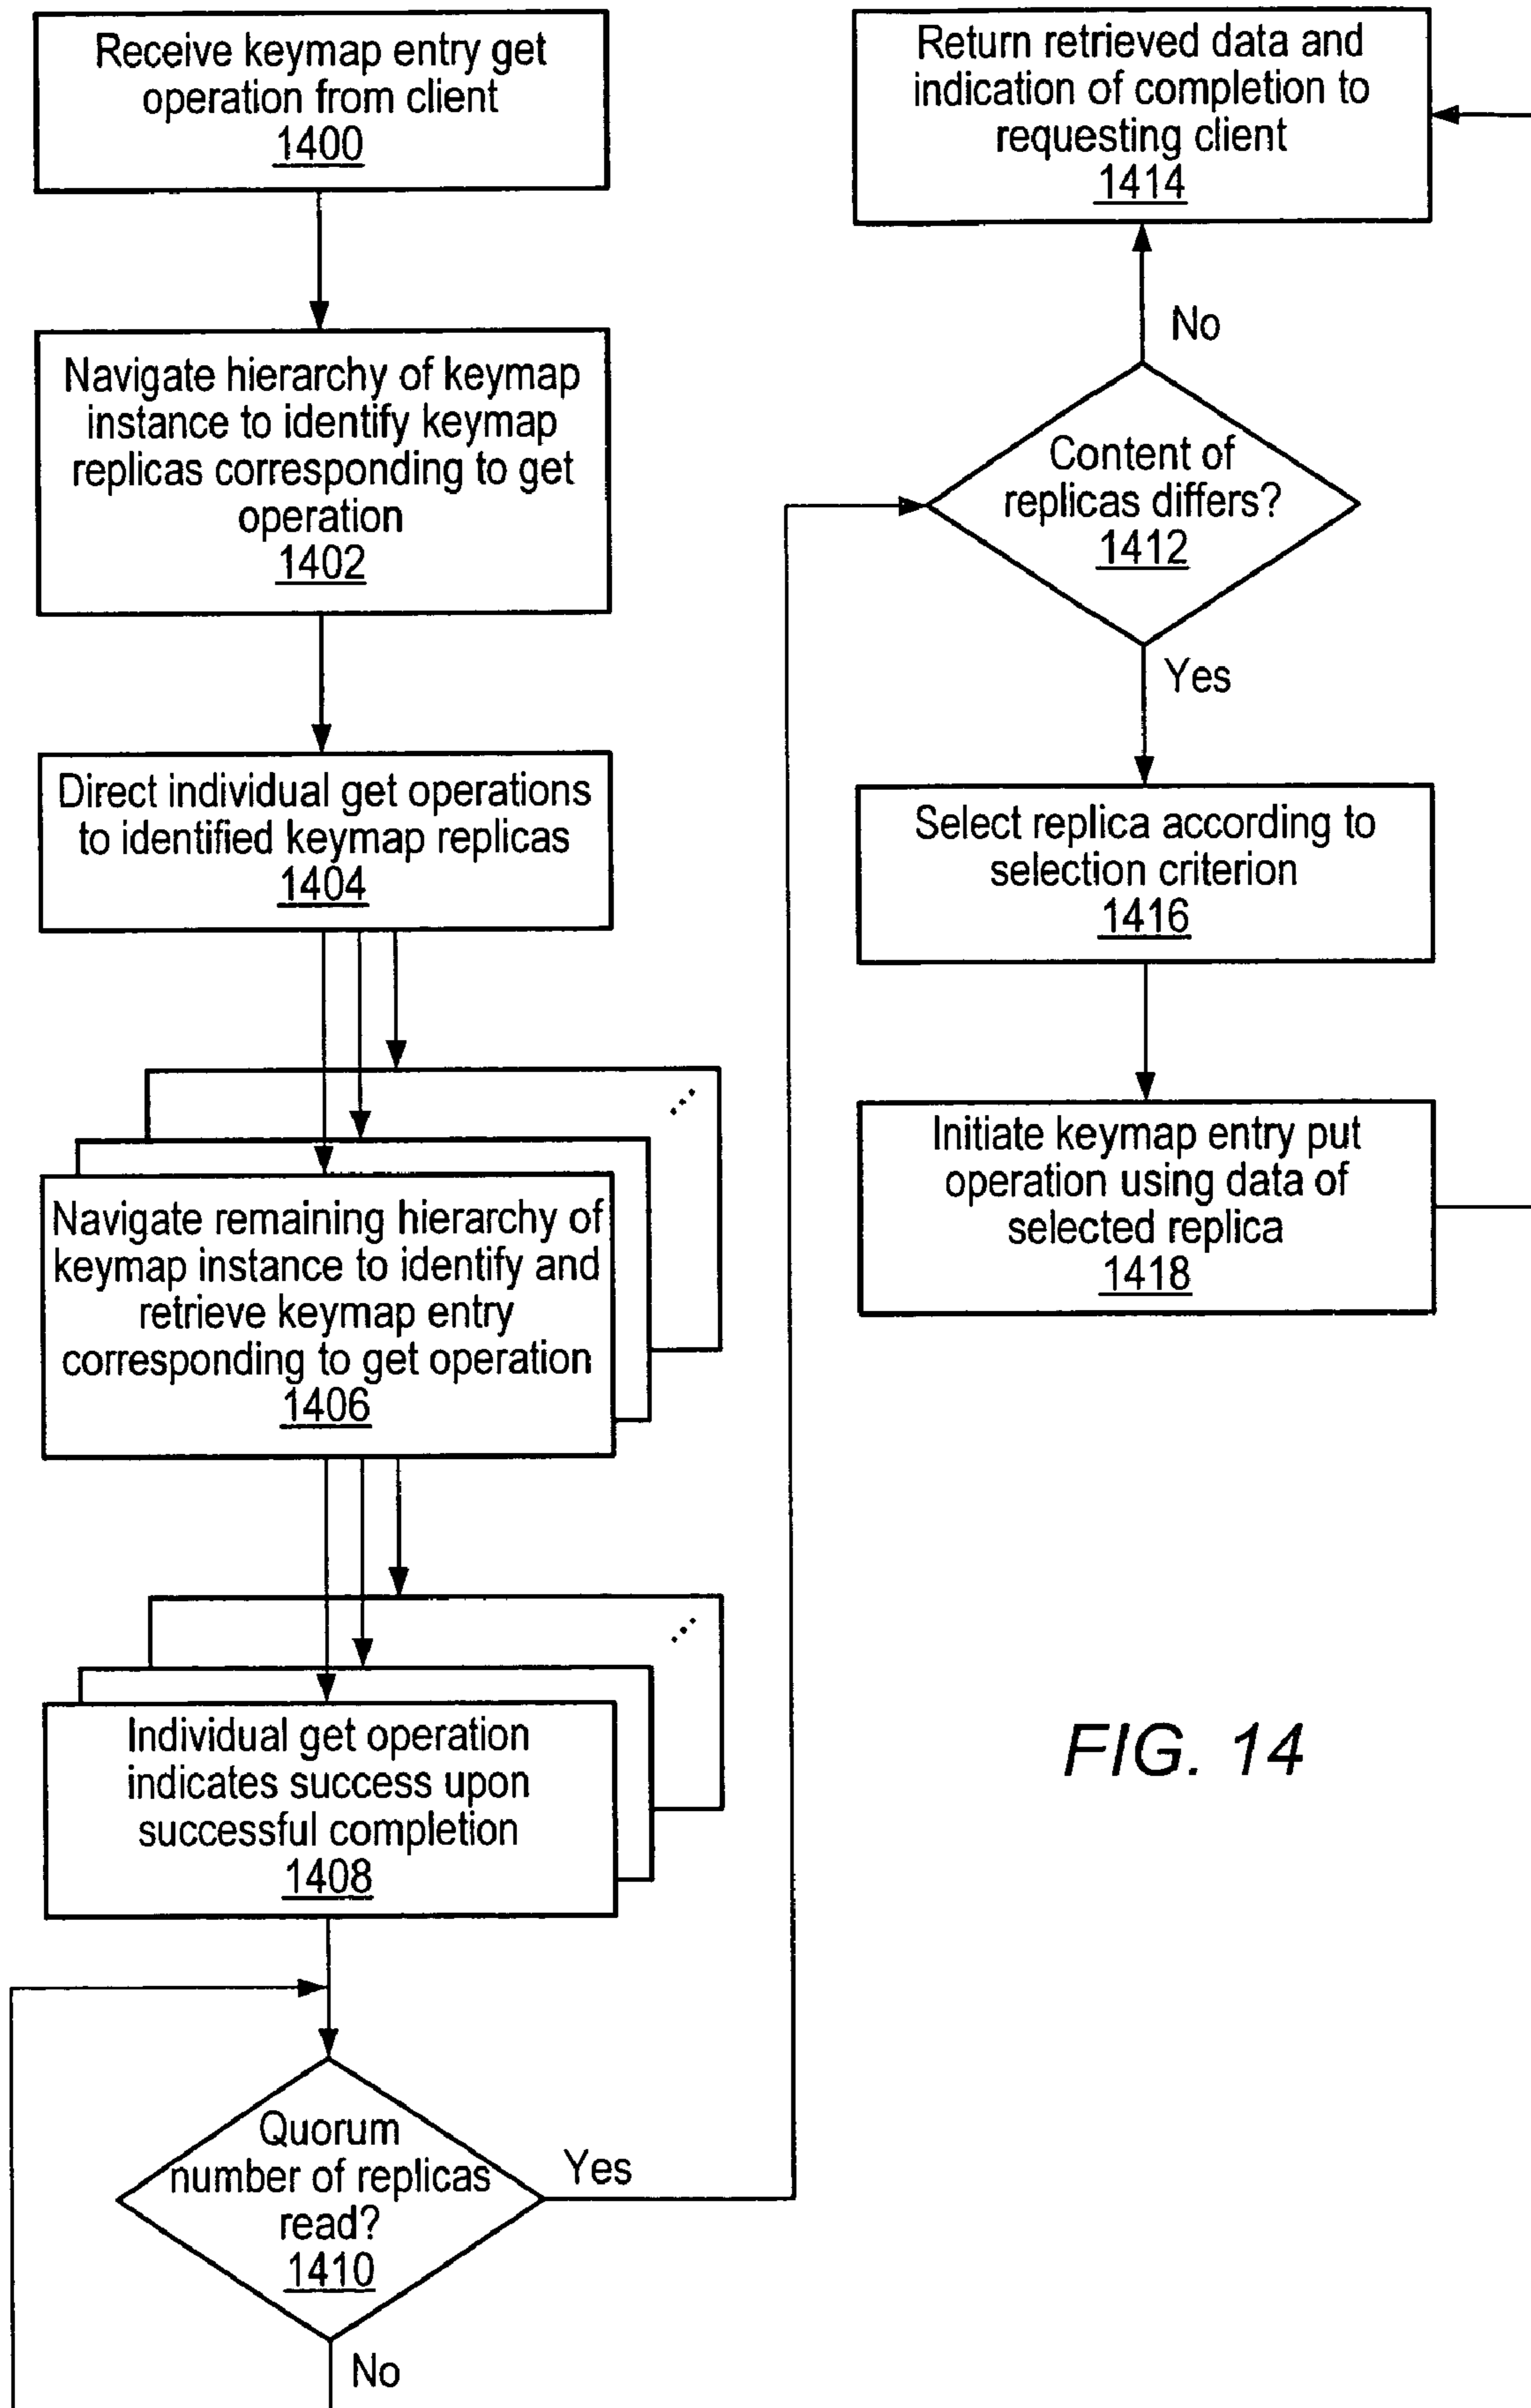 Receive keymap entry get
operation from client
1400
Navigate hierarchy of keymap
instance to identify keymap
replicas corresponding to get
operation
1402
Direct individual get operations
to identified keymap replicas
1404
Navigate remaining hierarchy of
keymap instance to identify and
retrieve keymap entry
corresponding to get operation
1406
Individual get operation
indicates success upon
successful completion
1408
Quorum
number of replicas
read?
1410
Yes
No
Return retrieved data and
indication of completion to
requesting client
1414
No
Content of
replicas differs?
1412
Yes
Select replica according to
selection criterion
1416
Initiate keymap entry put
operation using data of
selected replica
1418
FIG. 14